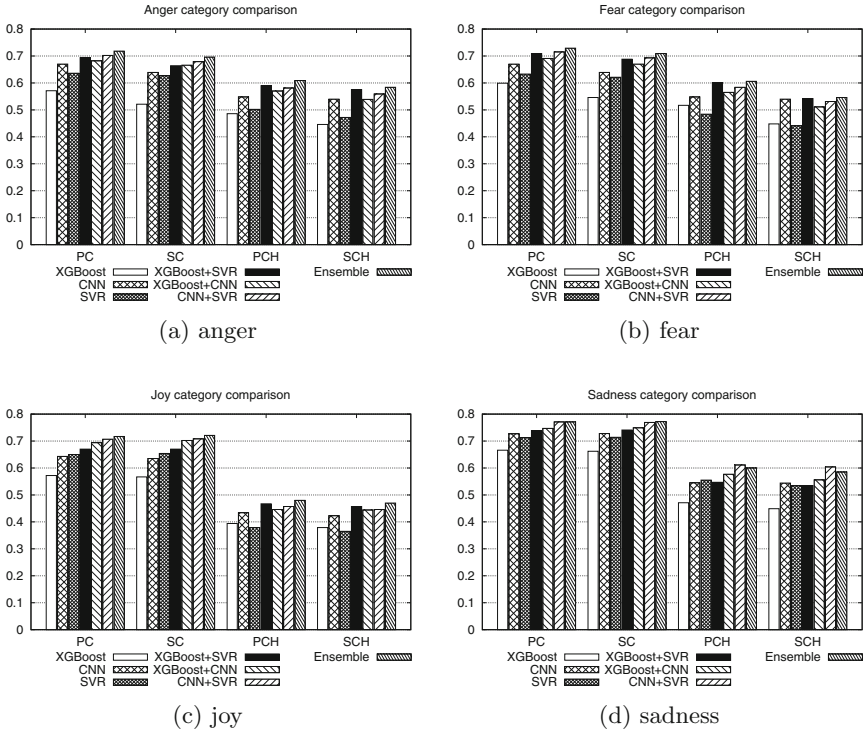 Anger category comparison
0.8
0.7
0.6
0.5
0.4
0.3
0.2
0.1
0
PC SC PCH SCH
XGBoost XGBoost+SVR Ensemble
CNN XGBoost+CNN
SVR CNN+SVR
(a) anger
Fear category comparison
0.8
0.7
0.6
0.5
0.4
0.3
0.2
0.1
0
PC SC PCH SCH
XGBoost XGBoost+SVR Ensemble
CNN XGBoost+CNN
SVR CNN+SVR
(b) fear
Joy category comparison
0.8
0.7
0.6
0.5
0.4
0.3
0.2
0.1
0
PC SC PCH SCH
XGBoost XGBoost+SVR Ensemble
CNN XGBoost+CNN
SVR CNN+SVR
(c) joy
Sadness category comparison
0.8
0.7
0.6
0.5
0.4
0.3
0.2
0.1
0
PC SC PCH SCH
XGBoost XGBoost+SVR Ensemble
CNN XGBoost+CNN
SVR CNN+SVR
(d) sadness